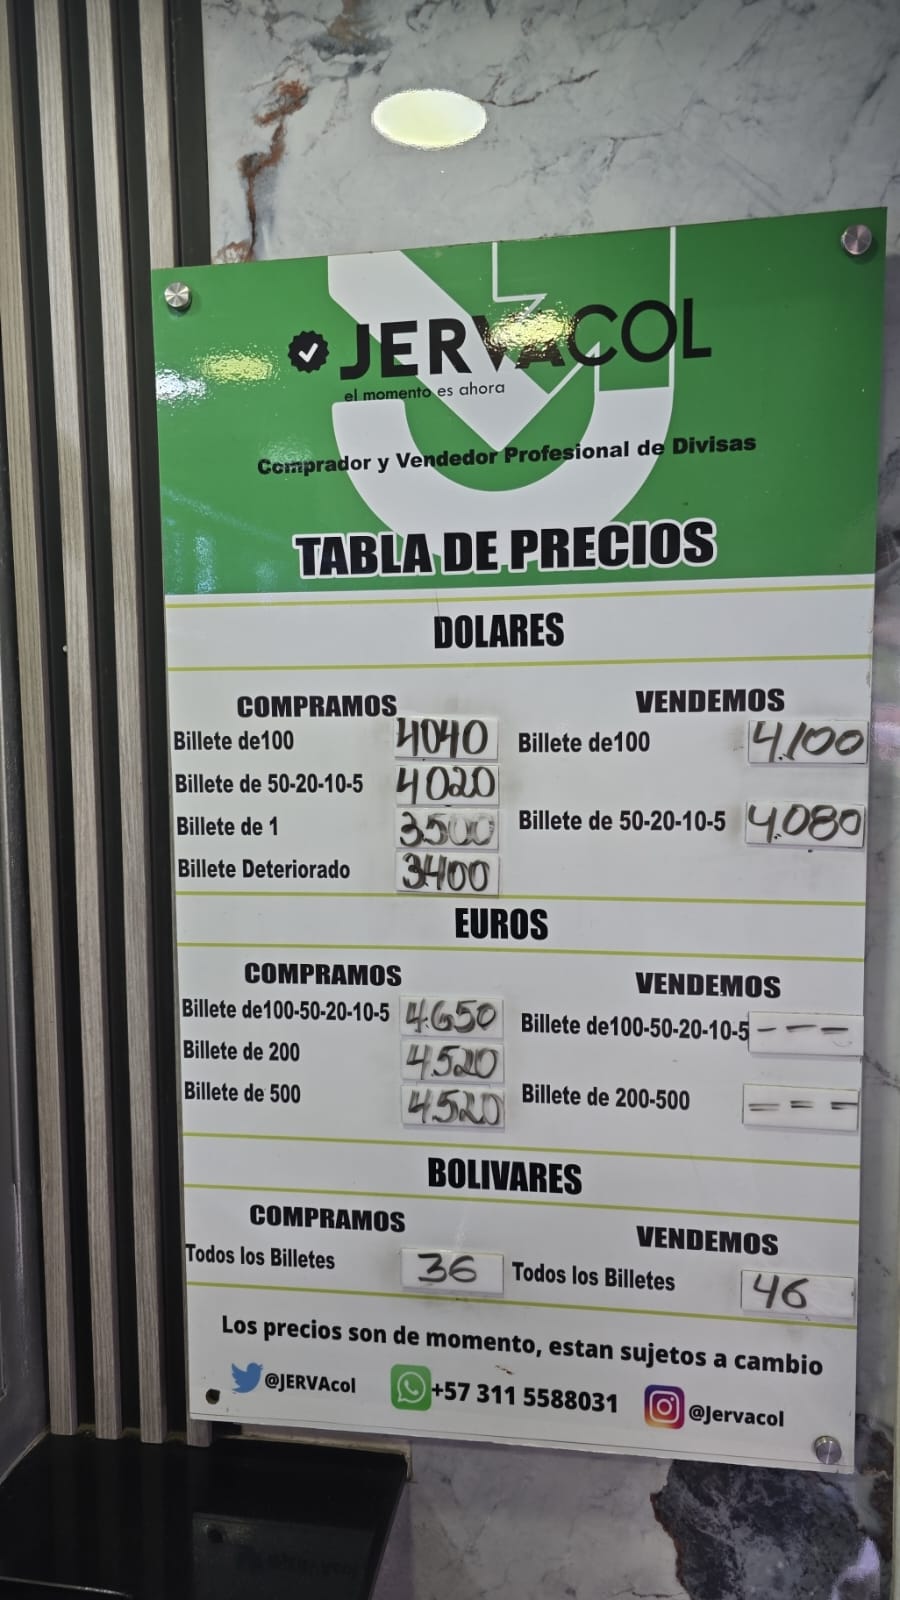 JERVACOL
el momento es ahora
Comprador y Vendedor Profesional de Divisas
TABLA DE PRECIOS
DOLARES
COMPRAMOS
Billete de100 4040
Billete de 50-20-10-5 4020
Billete de 1 3500
Billete Deteriorado 3400
VENDEMOS
Billete de100 4.100
Billete de 50-20-10-5 4.080
EUROS
COMPRAMOS
Billete de100-50-20-10-5 4.650
Billete de 200 4520
Billete de 500 4520
VENDEMOS
Billete de100-50-20-10-5 - - -
Billete de 200-500 = = =
BOLIVARES
COMPRAMOS
Todos los Billetes 36
VENDEMOS
Todos los Billetes 46
Los precios son de momento, estan sujetos a cambio
@JERVAcol +57 311 5588031 @Jervacol